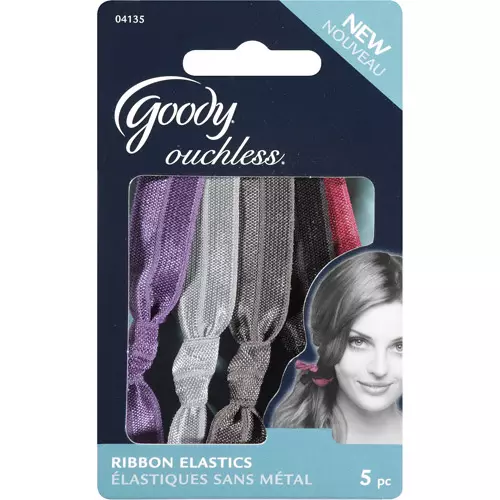 04135
NEW
NOUVEAU
Goody
ouchless.
RIBBON ELASTICS
ÉLASTIQUES SANS MÉTAL
5 pc